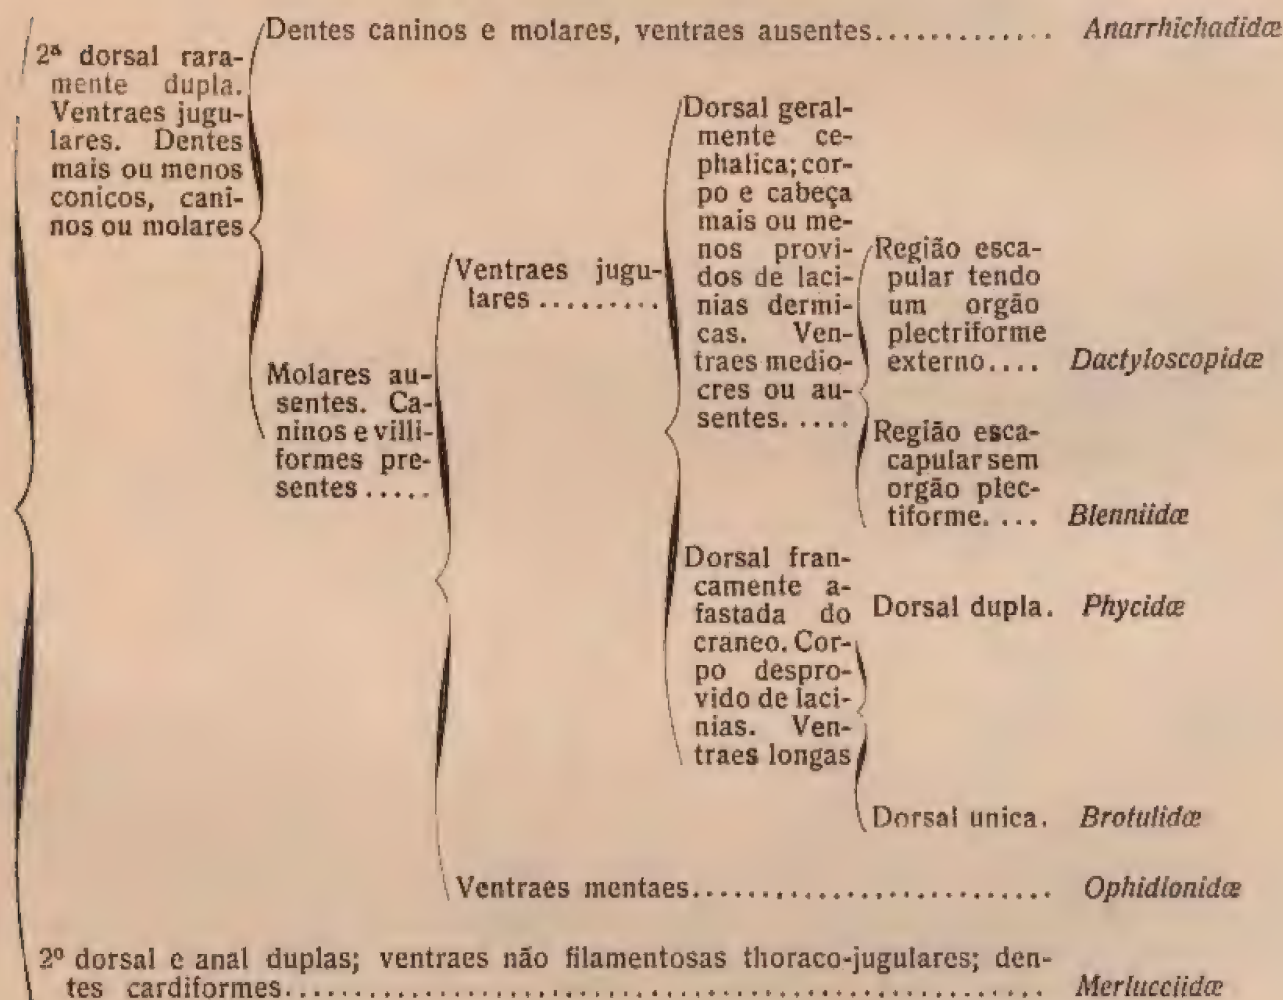 2ª dorsal rara-
mente dupla.
Ventraes jugu-
lares. Dentes
mais ou menos
conicos, cani-
nos ou molares
Dentes caninos e molares, ventraes ausentes............. Anarrhichadidæ
Molares au-
sentes. Ca-
ninos e villi-
formes pre-
sentes .....
Ventraes jugu-
lares .........
Dorsal geral-
mente ce-
phalica; cor-
po e cabeça
mais ou me-
nos provi-
dos de laci-
nias dermi-
cas. Ven-
traes medio-
cres ou au-
sentes. .....
Região esca-
pular tendo
um orgão
plectriforme
externo.... Dactyloscopidæ
Região esca-
capular sem
orgão plec-
tiforme. ... Blenniidæ
Dorsal fran-
camente a-
fastada do
craneo. Cor-
po despro-
vido de laci-
nias. Ven-
traes longas
Dorsal dupla. Phycidæ
Dorsal unica. Brotulidæ
Ventraes mentaes.......................... Ophidionidæ
2º dorsal e anal duplas; ventraes não filamentosas thoraco-jugulares; den-
tes cardiformes.................................................... Merlucciidæ